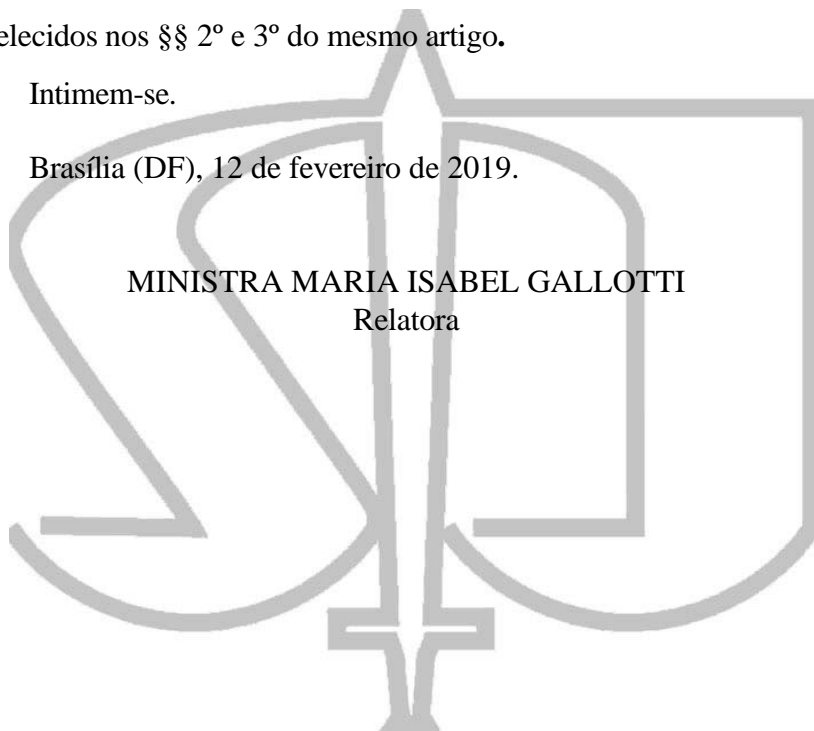 elecidos nos §§ 2º e 3º do mesmo artigo.
Intimem-se.
Brasília (DF), 12 de fevereiro de 2019.
MINISTRA MARIA ISABEL GALLOTTI
Relatora